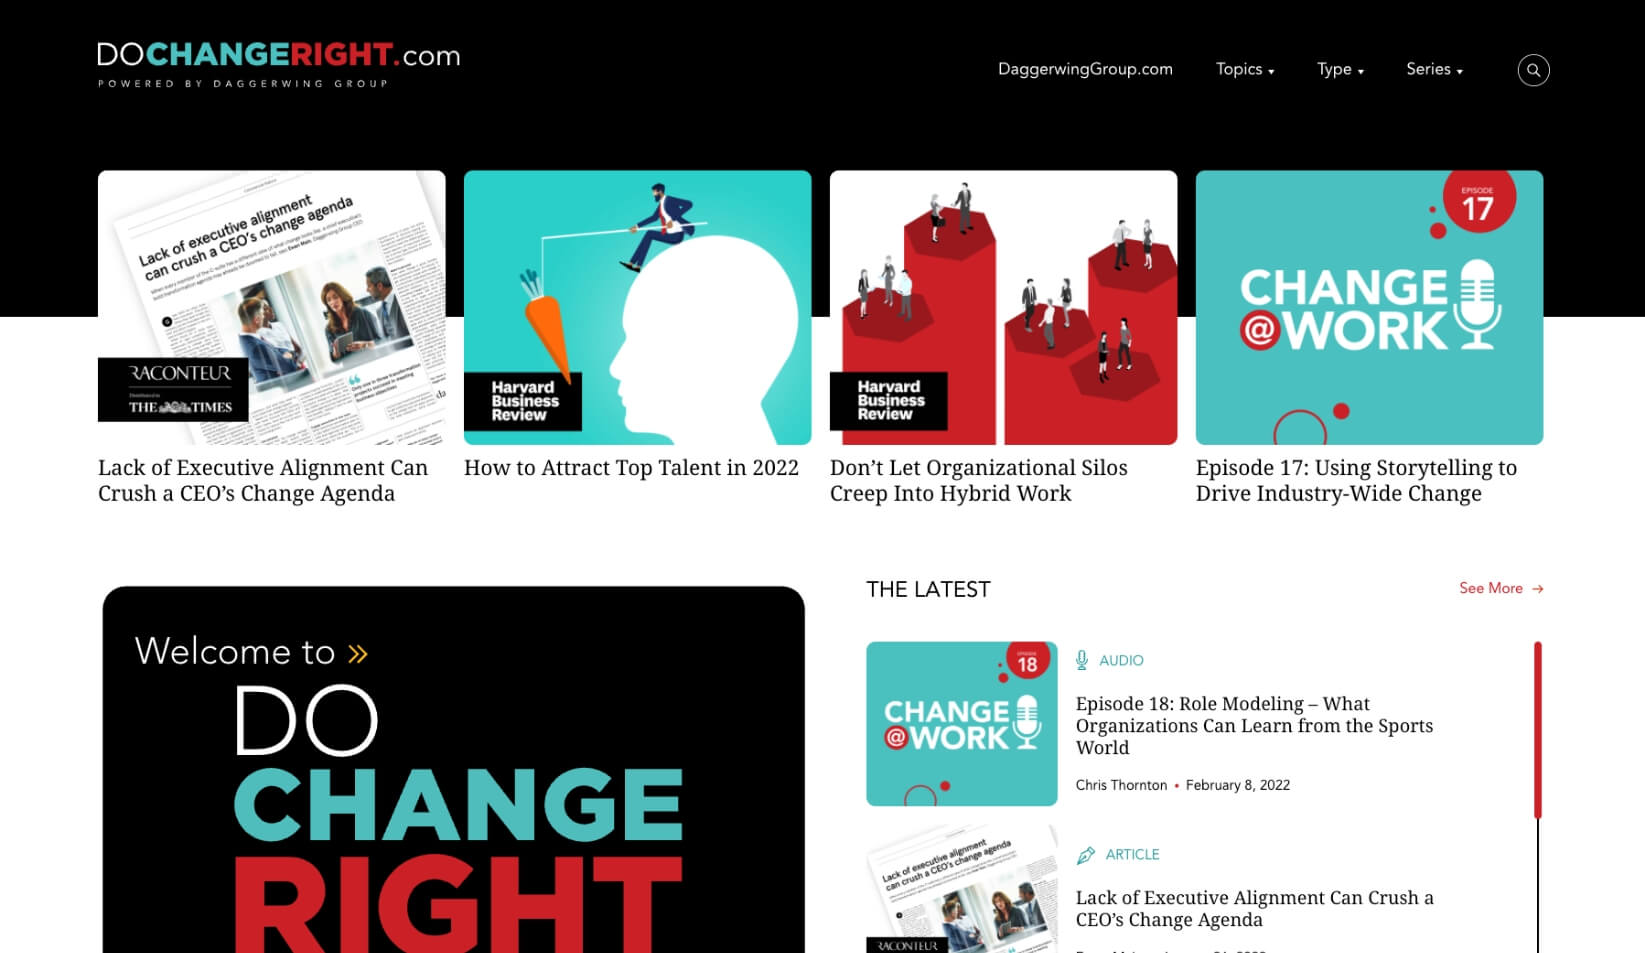 DOCHANGERIGHT.com
POWERED BY DAGGERWING GROUP
DaggerwingGroup.com
Topics
Type
Series
Lack of executive alignment
can crush a CEO's change agenda
RACONTEUR
Distributed in
THE TIMES
Harvard
Business
Review
Harvard
Business
Review
EPISODE
17
CHANGE
@WORK
Lack of Executive Alignment Can
Crush a CEO’s Change Agenda
How to Attract Top Talent in 2022
Don’t Let Organizational Silos
Creep Into Hybrid Work
Episode 17: Using Storytelling to
Drive Industry-Wide Change
Welcome to »
DO
CHANGE
RIGHT
THE LATEST
See More →
EPISODE
18
CHANGE
@WORK
AUDIO
Episode 18: Role Modeling – What
Organizations Can Learn from the Sports
World
Chris Thornton • February 8, 2022
Lack of executive alignment
can crush a CEO's change agenda
RACONTEUR
ARTICLE
Lack of Executive Alignment Can Crush a
CEO’s Change Agenda